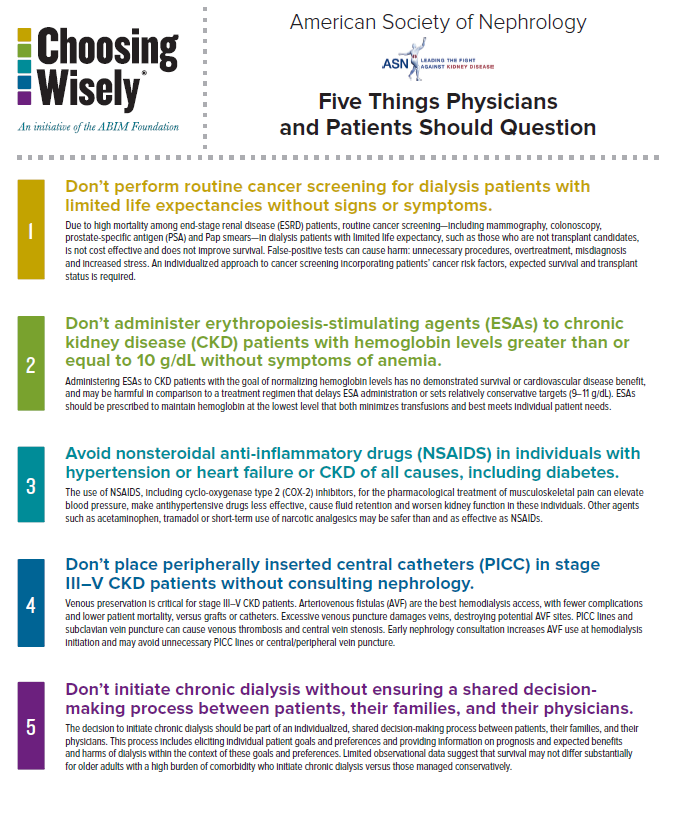 Choosing
Wisely®
An initiative of the ABIM Foundation
American Society of Nephrology
ASN LEADING THE FIGHT
AGAINST KIDNEY DISEASE
Five Things Physicians
and Patients Should Question
1
Don’t perform routine cancer screening for dialysis patients with
limited life expectancies without signs or symptoms.
Due to high mortality among end-stage renal disease (ESRD) patients, routine cancer screening—including mammography, colonoscopy,
prostate-specific antigen (PSA) and Pap smears—in dialysis patients with limited life expectancy, such as those who are not transplant candidates,
is not cost effective and does not improve survival. False-positive tests can cause harm: unnecessary procedures, overtreatment, misdiagnosis
and increased stress. An individualized approach to cancer screening incorporating patients’ cancer risk factors, expected survival and transplant
status is required.
2
Don’t administer erythropoiesis-stimulating agents (ESAs) to chronic
kidney disease (CKD) patients with hemoglobin levels greater than or
equal to 10 g/dL without symptoms of anemia.
Administering ESAs to CKD patients with the goal of normalizing hemoglobin levels has no demonstrated survival or cardiovascular disease benefit,
and may be harmful in comparison to a treatment regimen that delays ESA administration or sets relatively conservative targets (9–11 g/dL). ESAs
should be prescribed to maintain hemoglobin at the lowest level that both minimizes transfusions and best meets individual patient needs.
3
Avoid nonsteroidal anti-inflammatory drugs (NSAIDS) in individuals with
hypertension or heart failure or CKD of all causes, including diabetes.
The use of NSAIDS, including cyclo-oxygenase type 2 (COX-2) inhibitors, for the pharmacological treatment of musculoskeletal pain can elevate
blood pressure, make antihypertensive drugs less effective, cause fluid retention and worsen kidney function in these individuals. Other agents
such as acetaminophen, tramadol or short-term use of narcotic analgesics may be safer than and as effective as NSAIDs.
4
Don’t place peripherally inserted central catheters (PICC) in stage
III–V CKD patients without consulting nephrology.
Venous preservation is critical for stage III–V CKD patients. Arteriovenous fistulas (AVF) are the best hemodialysis access, with fewer complications
and lower patient mortality, versus grafts or catheters. Excessive venous puncture damages veins, destroying potential AVF sites. PICC lines and
subclavian vein puncture can cause venous thrombosis and central vein stenosis. Early nephrology consultation increases AVF use at hemodialysis
initiation and may avoid unnecessary PICC lines or central/peripheral vein puncture.
5
Don’t initiate chronic dialysis without ensuring a shared decision-
making process between patients, their families, and their physicians.
The decision to initiate chronic dialysis should be part of an individualized, shared decision-making process between patients, their families, and their
physicians. This process includes eliciting individual patient goals and preferences and providing information on prognosis and expected benefits
and harms of dialysis within the context of these goals and preferences. Limited observational data suggest that survival may not differ substantially
for older adults with a high burden of comorbidity who initiate chronic dialysis versus those managed conservatively.